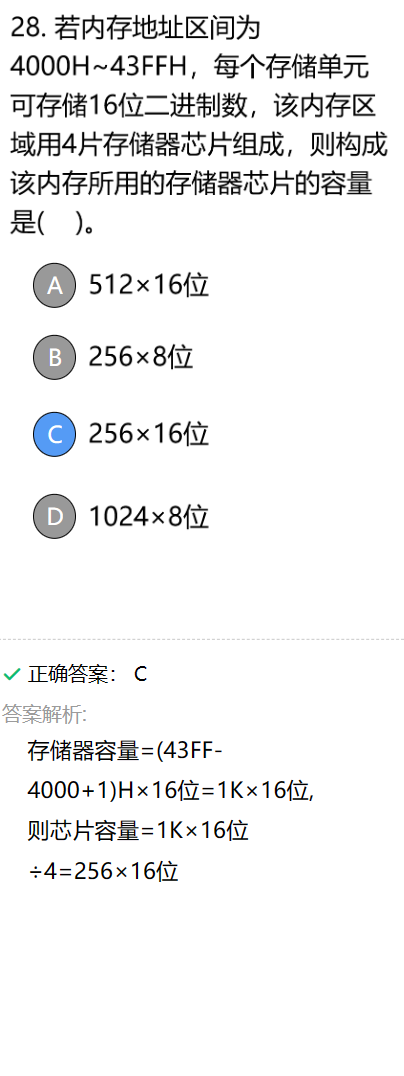 28. 若内存地址区间为
4000H~43FFH，每个存储单元
可存储16位二进制数，该内存区
域用4片存储器芯片组成，则构成
该内存所用的存储器芯片的容量
是(    )。
A 512×16位
B 256×8位
C 256×16位
D 1024×8位
正确答案： C
答案解析:
存储器容量=(43FF-
4000+1)H×16位=1K×16位,
则芯片容量=1K×16位
÷4=256×16位